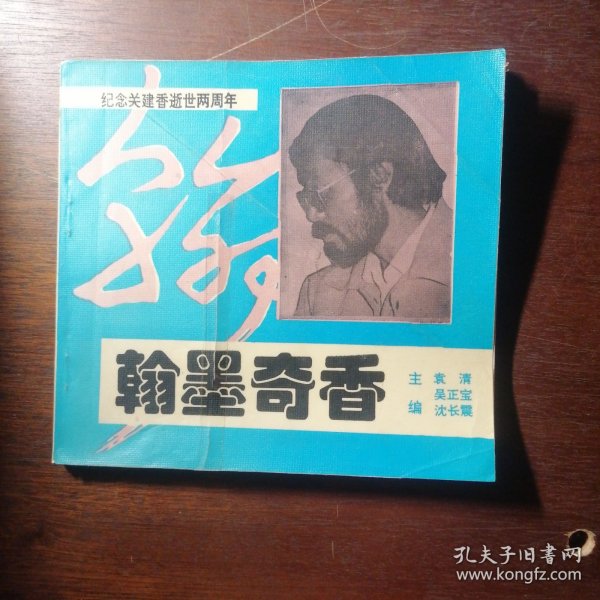 纪念关建香逝世两周年
翰
翰墨奇香
主编
袁清
吴正宝
沈长震
孔夫子旧书网
www.kongfz.com